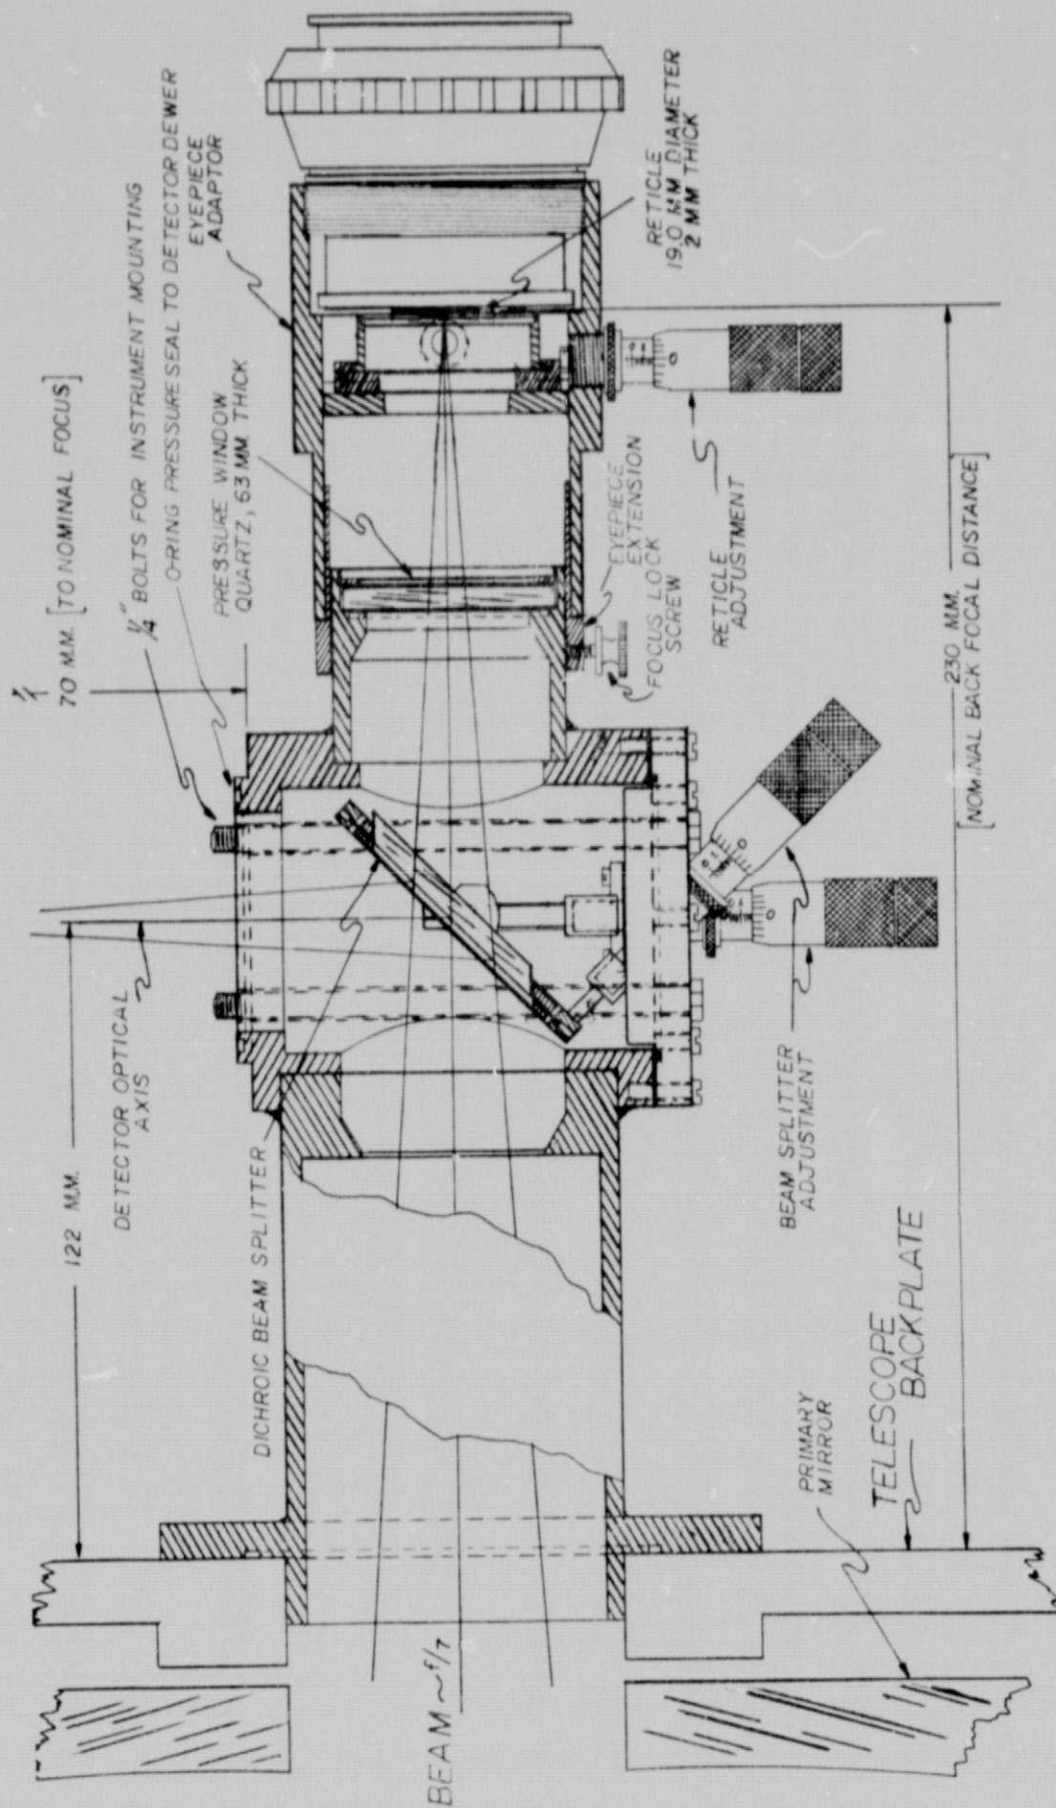 70 M.M. [TO NOMINAL FOCUS]
1/4" BOLTS FOR INSTRUMENT MOUNTING
O-RING PRESSURE SEAL TO DETECTOR DEWER
EYEPIECE
ADAPTOR
PRESSURE WINDOW
QUARTZ, 63 MM THICK
122 M.M.
DETECTOR OPTICAL
AXIS
DICHROIC BEAM SPLITTER
RETICLE
19.0 MM DIAMETER
2 MM THICK
EYEPIECE
EXTENSION
FOCUS LOCK
SCREW
RETICLE
ADJUSTMENT
BEAM SPLITTER
ADJUSTMENT
230 MM.
[NOMINAL BACK FOCAL DISTANCE]
TELESCOPE
BACKPLATE
PRIMARY
MIRROR
BEAM ~ f/7